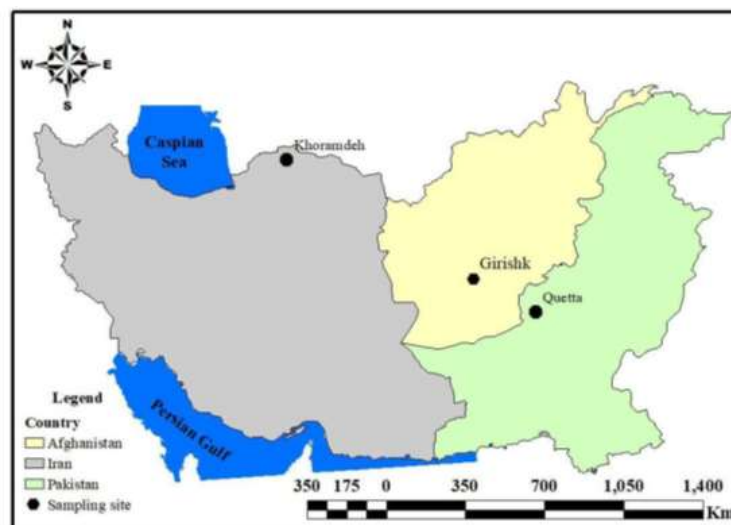 N
W E
S
Caspian
Sea
Khoramdeh
Girishk
Quetta
Persian Gulf
Legend
Country
Afghanistan
Iran
Pakistan
Sampling site
350 175 0 350 700 1,050 1,400
Km